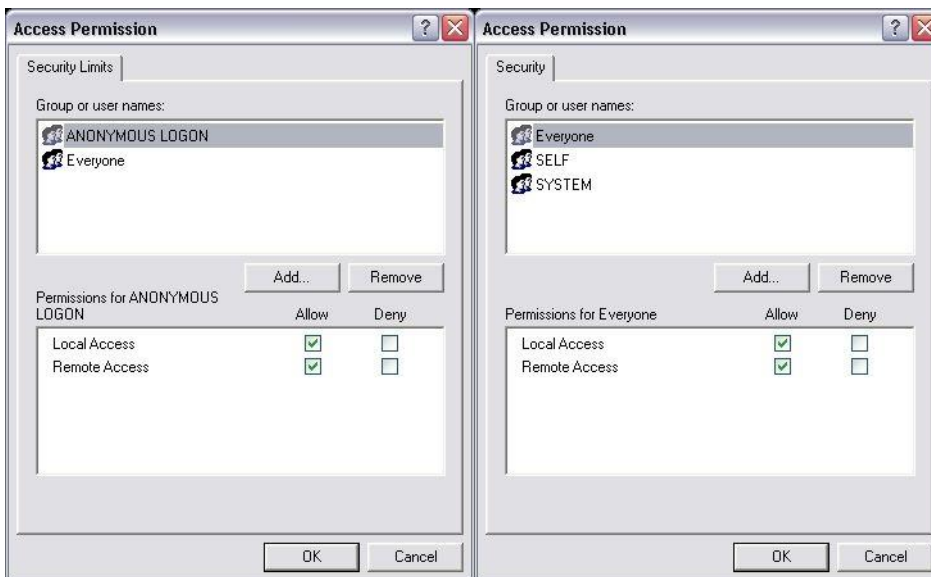 Access Permission
Security Limits
Group or user names:
ANONYMOUS LOGON
Everyone
Add...
Remove
Permissions for ANONYMOUS
LOGON Allow Deny
Local Access
Remote Access
OK
Cancel
Access Permission
Security
Group or user names:
Everyone
SELF
SYSTEM
Add...
Remove
Permissions for Everyone Allow Deny
Local Access
Remote Access
OK
Cancel